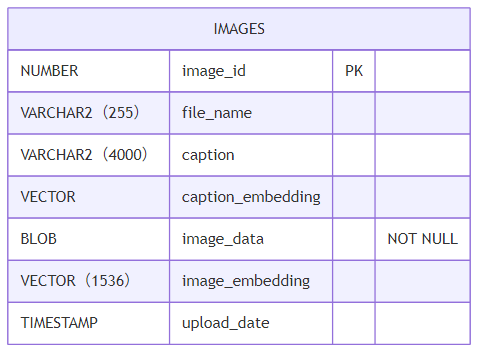 IMAGES
NUMBER image_id PK
VARCHAR2（255） file_name
VARCHAR2（4000） caption
VECTOR caption_embedding
BLOB image_data NOT NULL
VECTOR（1536） image_embedding
TIMESTAMP upload_date